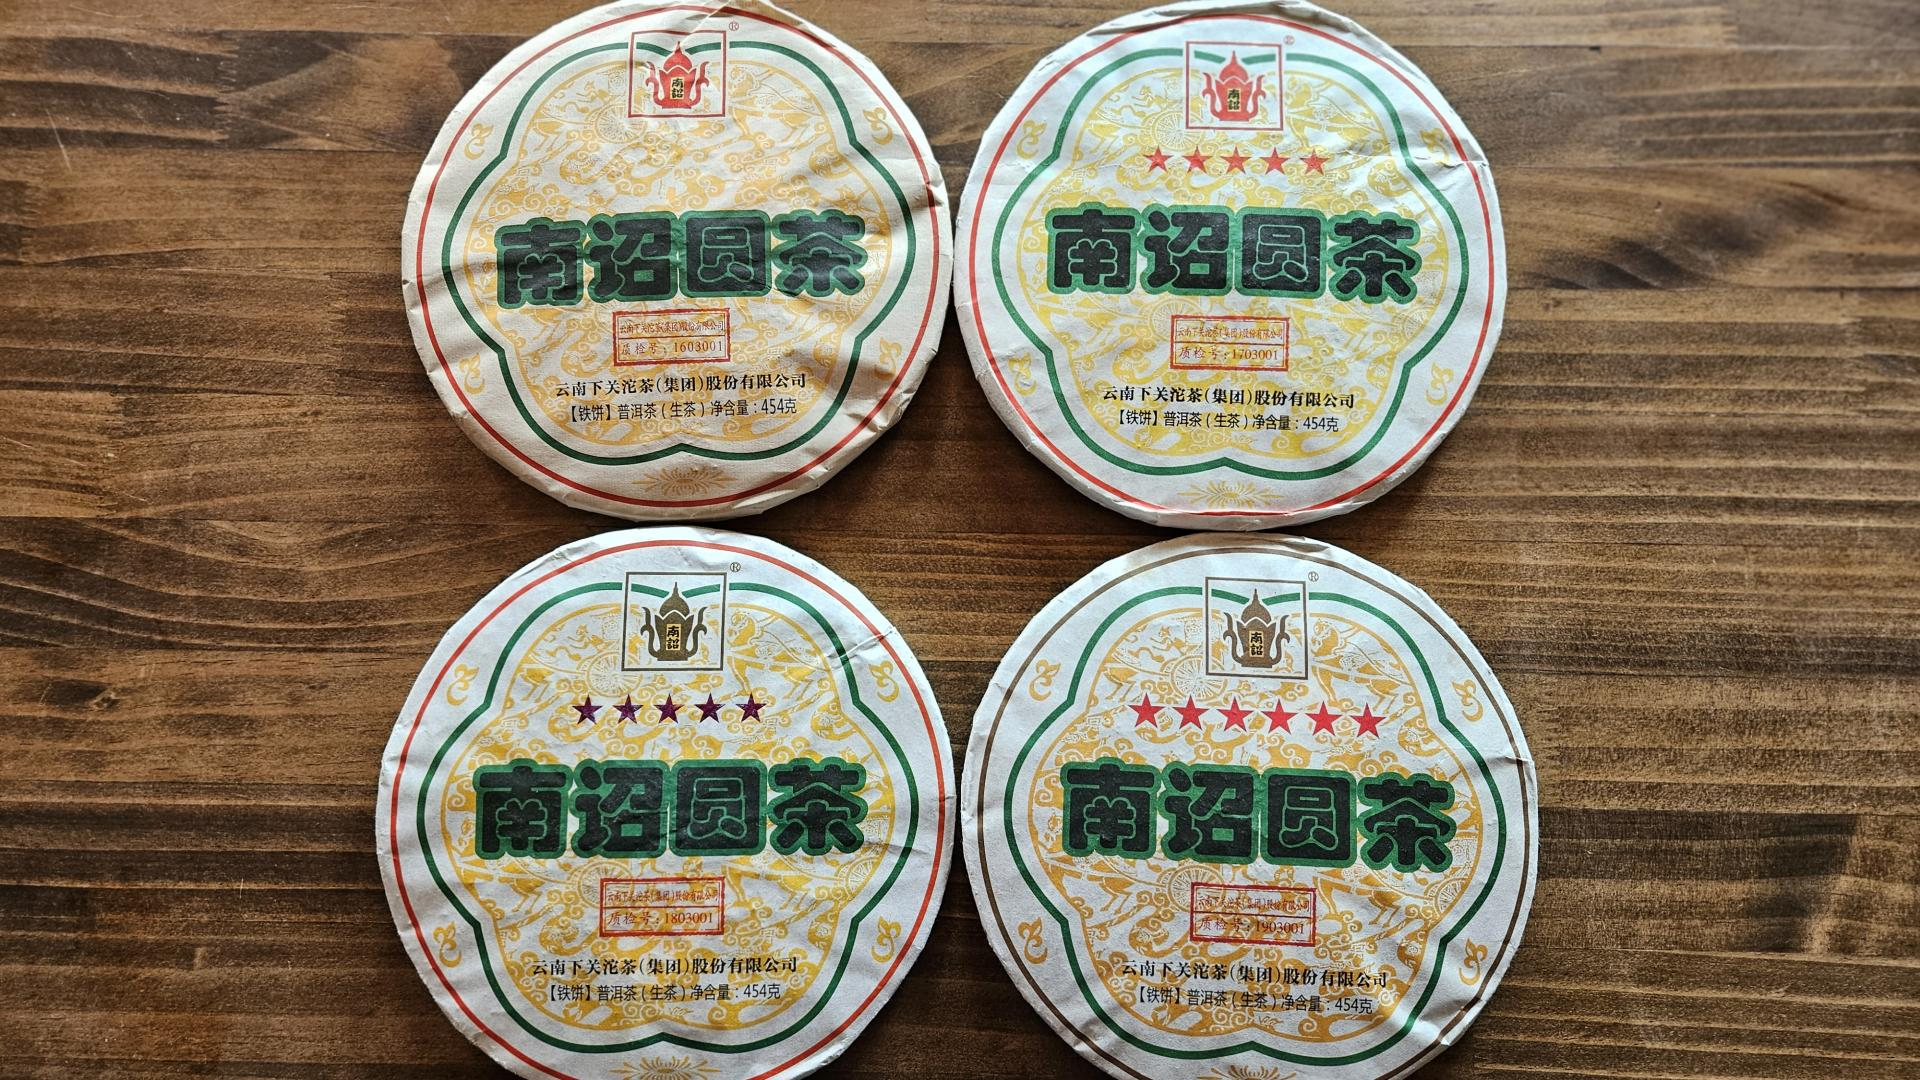 ®
南
詔
南诏圆茶
云南下关沱茶(集团)股份有限公司
质检号:1603001
云南下关沱茶(集团)股份有限公司
【铁饼】普洱茶(生茶)净含量:454克
®
南
詔
南诏圆茶
云南下关沱茶(集团)股份有限公司
质检号:1703001
云南下关沱茶(集团)股份有限公司
【铁饼】普洱茶(生茶)净含量:454克
®
南
詔
南诏圆茶
云南下关沱茶(集团)股份有限公司
质检号:1803001
云南下关沱茶(集团)股份有限公司
【铁饼】普洱茶(生茶)净含量:454克
®
南
詔
南诏圆茶
云南下关沱茶(集团)股份有限公司
质检号:1903001
云南下关沱茶(集团)股份有限公司
【铁饼】普洱茶(生茶)净含量:454克